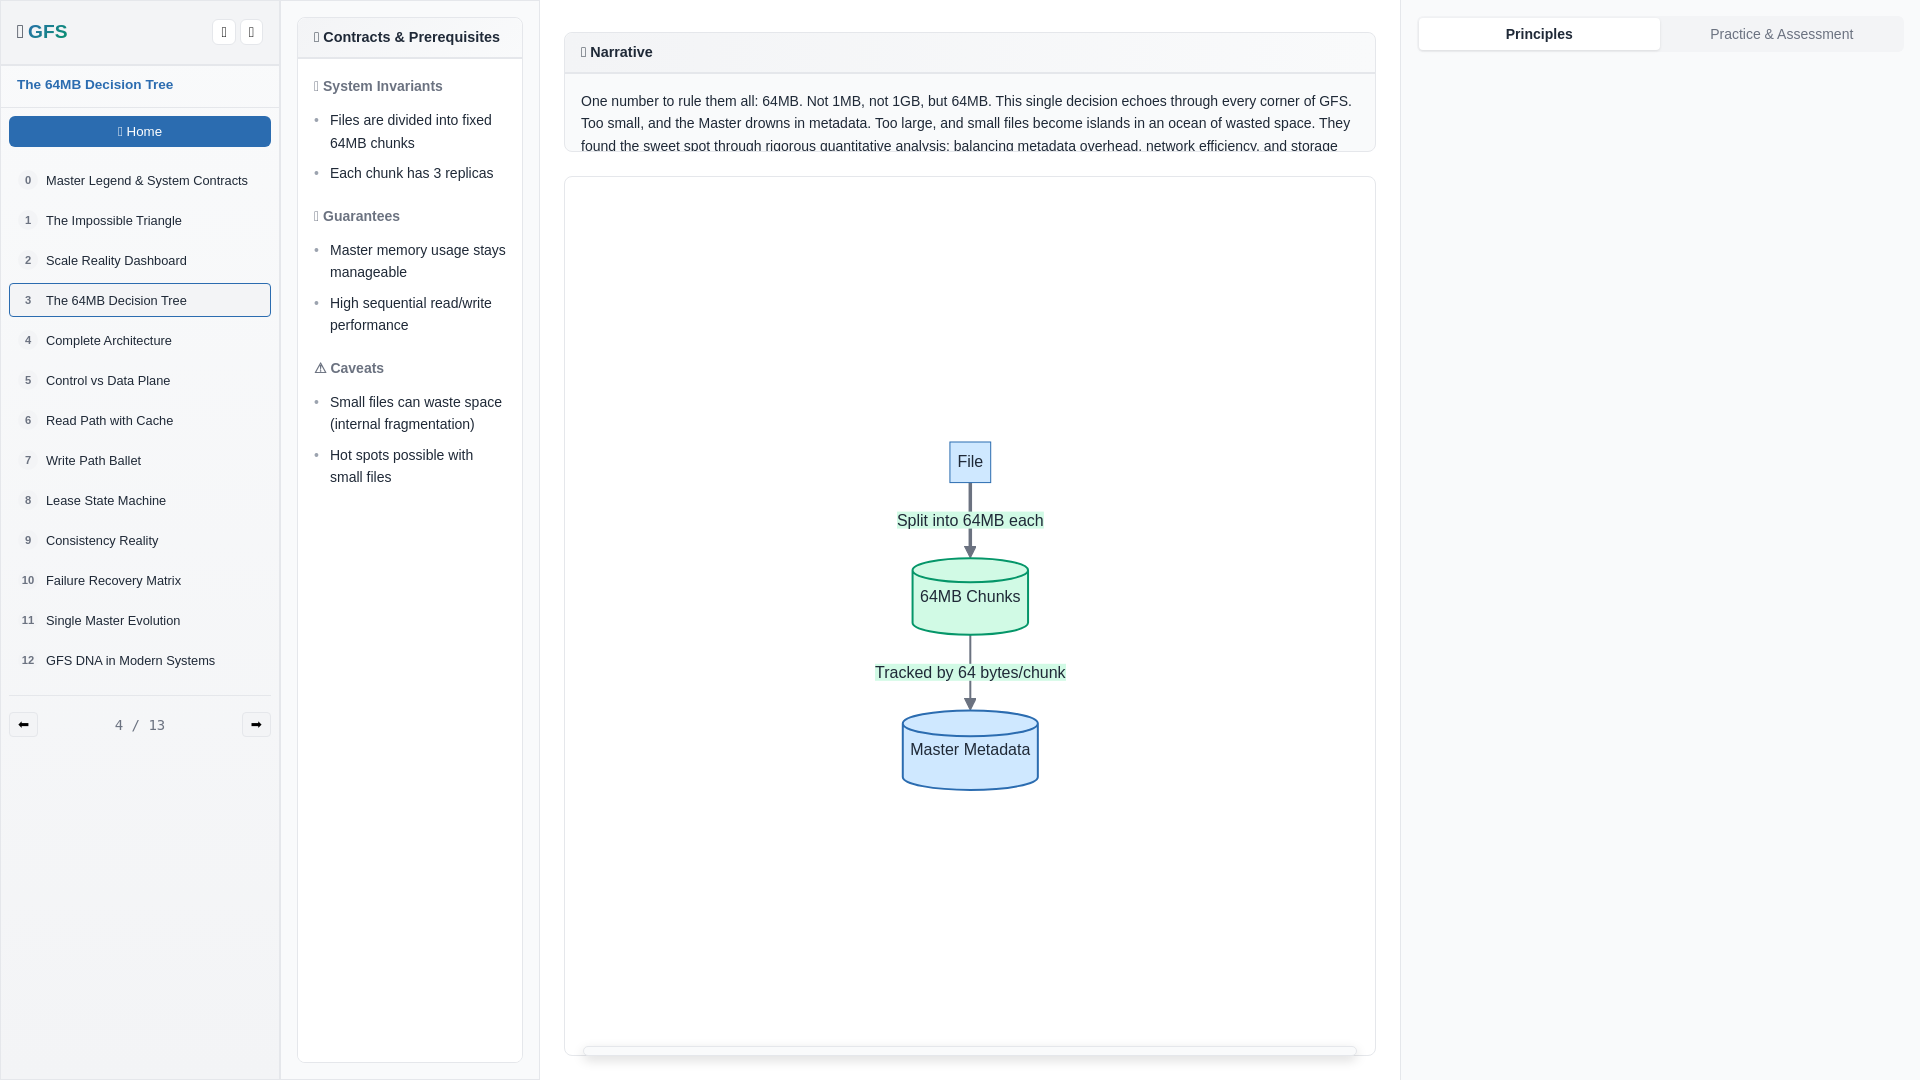 GFS
The 64MB Decision Tree
Home
0 Master Legend & System Contracts
1 The Impossible Triangle
2 Scale Reality Dashboard
3 The 64MB Decision Tree
4 Complete Architecture
5 Control vs Data Plane
6 Read Path with Cache
7 Write Path Ballet
8 Lease State Machine
9 Consistency Reality
10 Failure Recovery Matrix
11 Single Master Evolution
12 GFS DNA in Modern Systems
4 / 13
Contracts & Prerequisites
System Invariants
• Files are divided into fixed
64MB chunks
• Each chunk has 3 replicas
Guarantees
• Master memory usage stays
manageable
• High sequential read/write
performance
⚠ Caveats
• Small files can waste space
(internal fragmentation)
• Hot spots possible with
small files
Narrative
One number to rule them all: 64MB. Not 1MB, not 1GB, but 64MB. This single decision echoes through every corner of GFS.
Too small, and the Master drowns in metadata. Too large, and small files become islands in an ocean of wasted space. They
found the sweet spot through rigorous quantitative analysis: balancing metadata overhead, network efficiency, and storage
File
Split into 64MB each
64MB Chunks
Tracked by 64 bytes/chunk
Master Metadata
Principles
Practice & Assessment